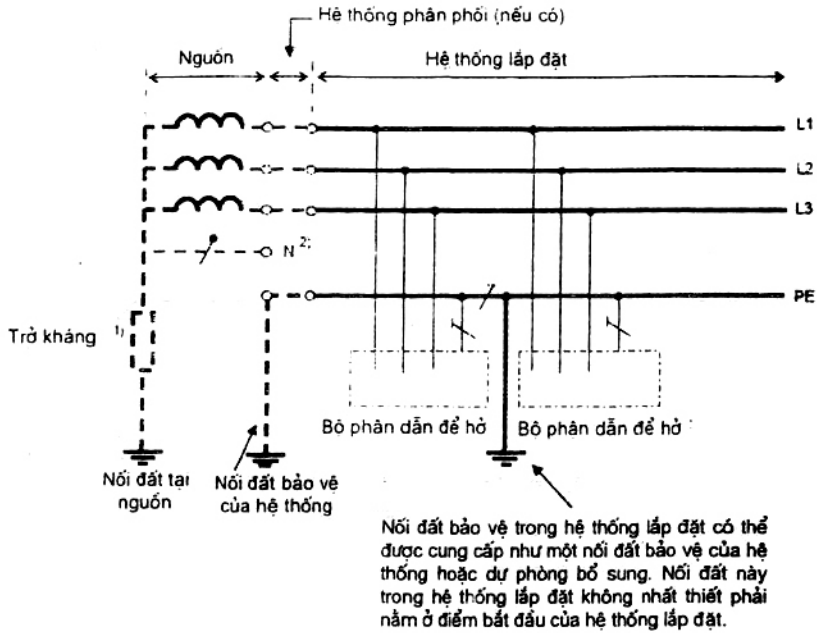 Hệ thống phân phối (nếu có)
Nguồn
Hệ thống lắp đặt
L1
L2
L3
N 2)
PE
Trở kháng 1)
Bộ phân dẫn để hở
Bộ phân dẫn để hở
Nối đất tại
nguồn
Nối đất bảo vệ
của hệ thống
Nối đất bảo vệ trong hệ thống lắp đặt có thể
được cung cấp như một nối đất bảo vệ của hệ
thống hoặc dự phòng bổ sung. Nối đất này
trong hệ thống lắp đặt không nhất thiết phải
nằm ở điểm bắt đầu của hệ thống lắp đặt.